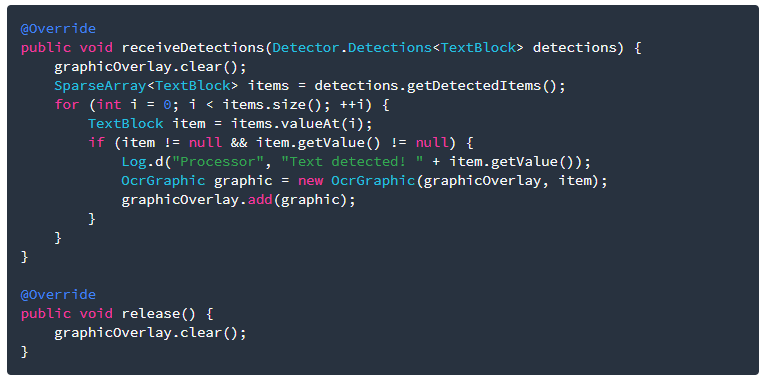 @Override
public void receiveDetections(Detector.Detections<TextBlock> detections) {
    graphicOverlay.clear();
    SparseArray<TextBlock> items = detections.getDetectedItems();
    for (int i = 0; i < items.size(); ++i) {
        TextBlock item = items.valueAt(i);
        if (item != null && item.getValue() != null) {
            Log.d("Processor", "Text detected! " + item.getValue());
            OcrGraphic graphic = new OcrGraphic(graphicOverlay, item);
            graphicOverlay.add(graphic);
        }
    }
}

@Override
public void release() {
    graphicOverlay.clear();
}